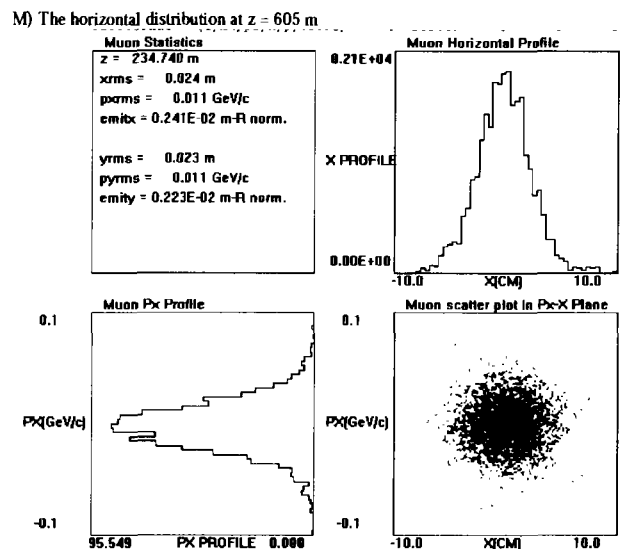 M) The horizontal distribution at z = 605 m
Muon Statistics
z = 234.740 m
xrms = 0.024 m
pxrms = 0.011 GeV/c
emitx = 0.241E-02 m-R norm.
yrms = 0.023 m
pyrms = 0.011 GeV/c
emity = 0.223E-02 m-R norm.
Muon Horizontal Profile
0.21E+04
X PROFILE
0.00E+00
-10.0 X(CM) 10.0
Muon Px Profile
0.1
PX(GeV/c)
-0.1
95.549 PX PROFILE 0.000
Muon scatter plot in Px-X Plane
0.1
PX(GeV/c)
-0.1
-10.0 X(CM) 10.0